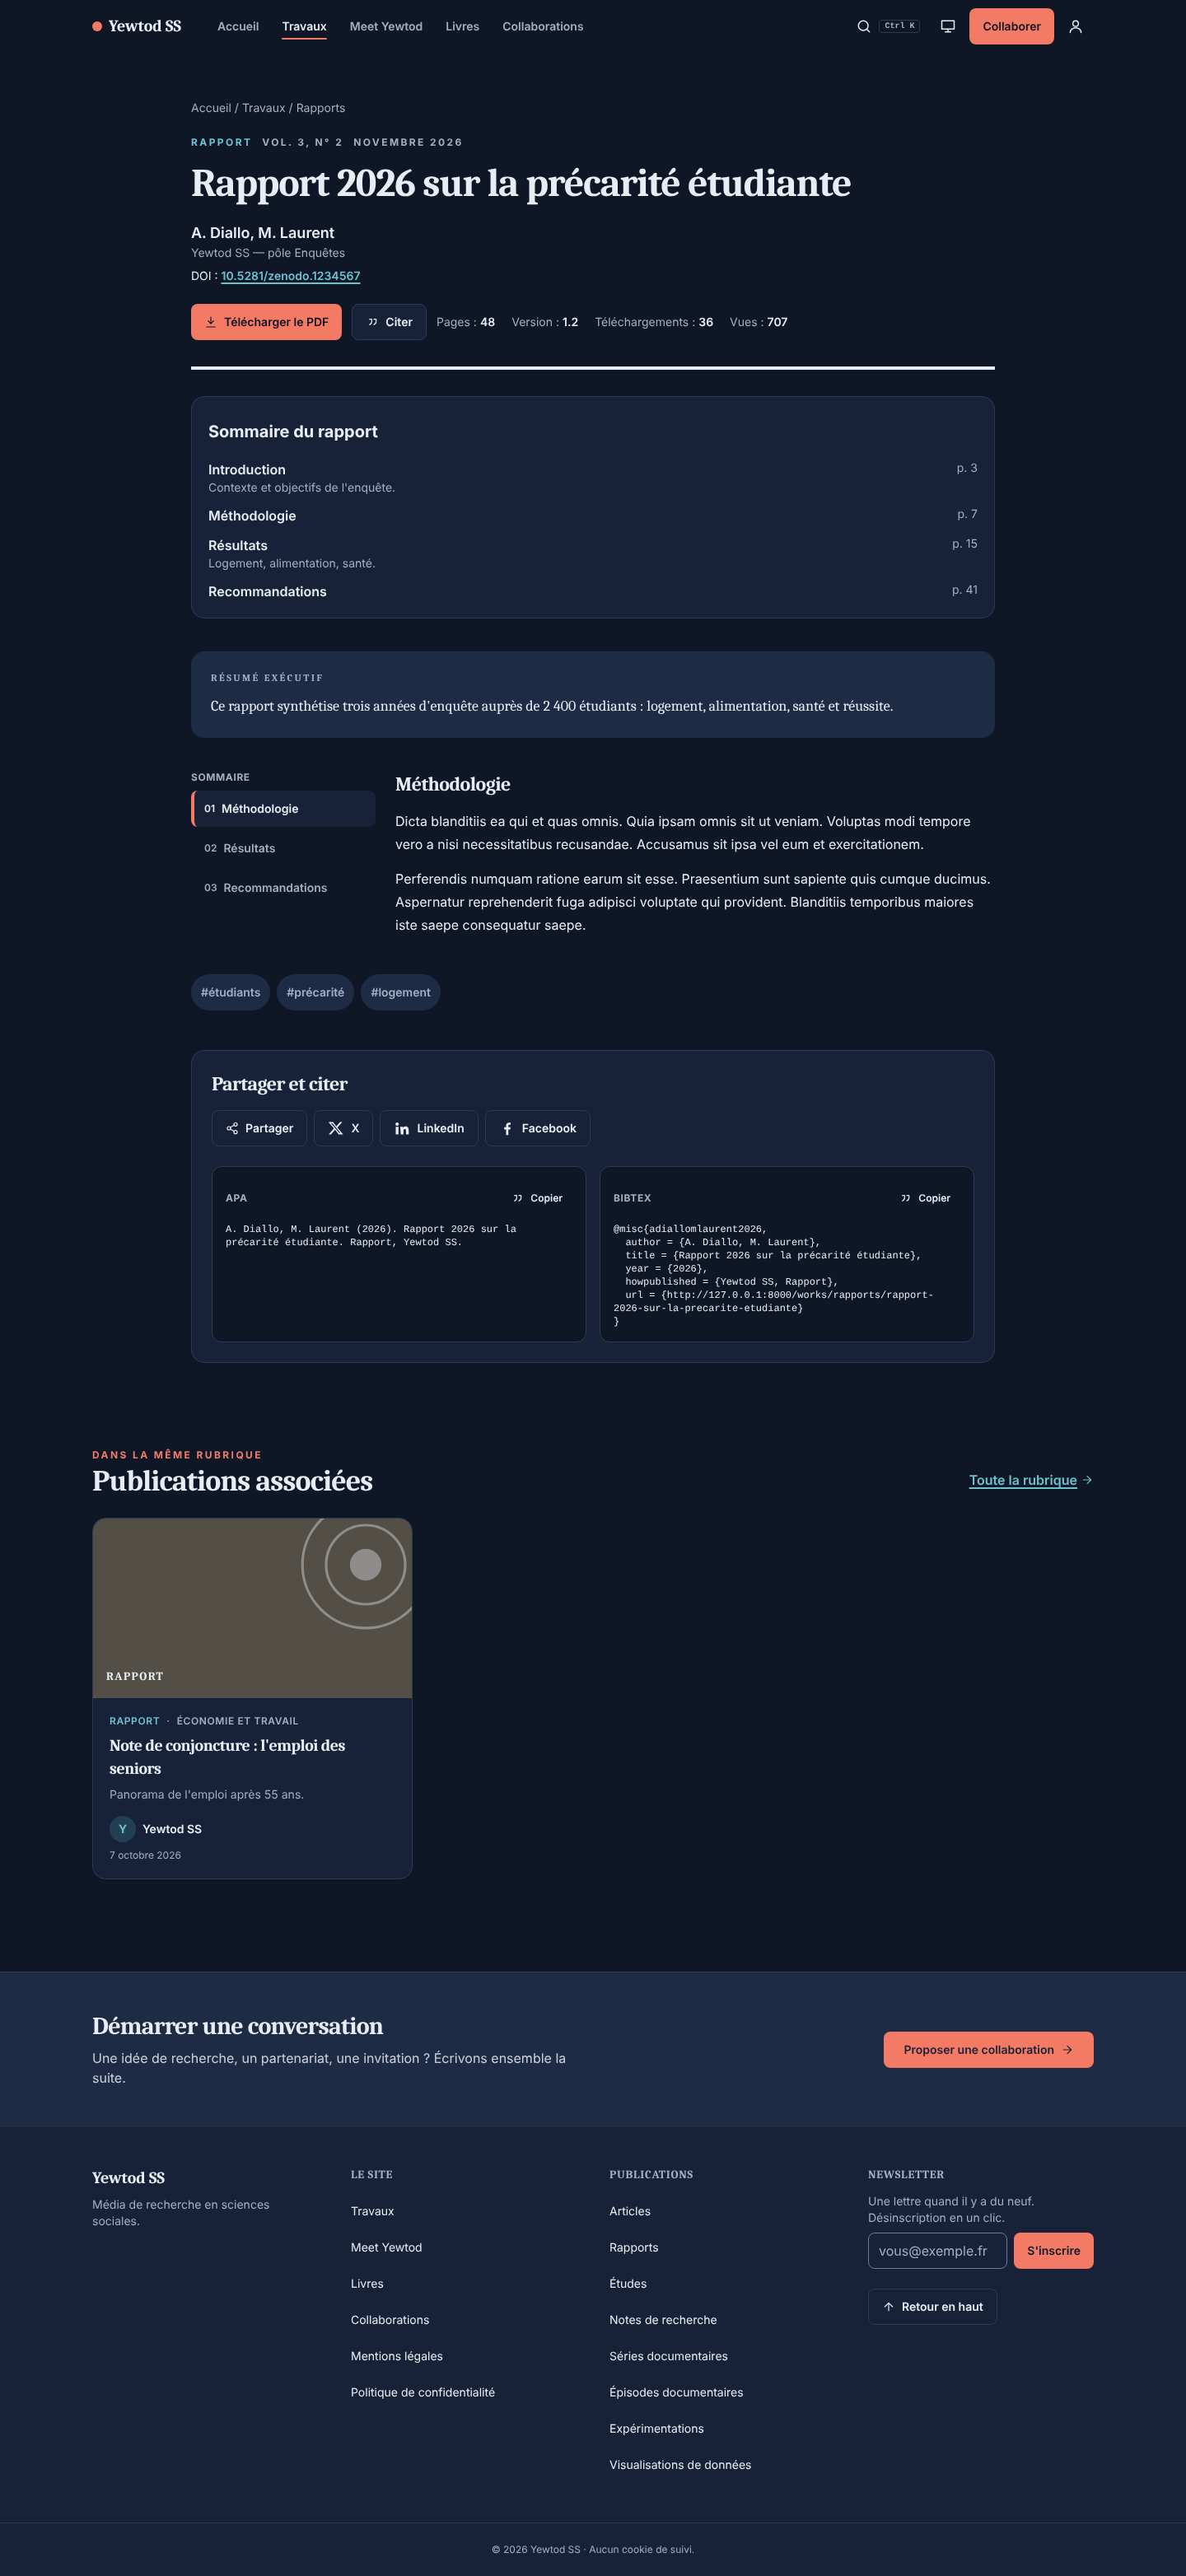 Yewtod SS
Accueil
Travaux
Meet Yewtod
Livres
Collaborations
Ctrl K
Collaborer
Accueil / Travaux / Rapports
RAPPORT VOL. 3, N° 2 NOVEMBRE 2026
Rapport 2026 sur la précarité étudiante
A. Diallo, M. Laurent
Yewtod SS — pôle Enquêtes
DOI : 10.5281/zenodo.1234567
Télécharger le PDF
Citer
Pages : 48
Version : 1.2
Téléchargements : 36
Vues : 707
Sommaire du rapport
Introduction
p. 3
Contexte et objectifs de l'enquête.
Méthodologie
p. 7
Résultats
p. 15
Logement, alimentation, santé.
Recommandations
p. 41
RÉSUMÉ EXÉCUTIF
Ce rapport synthétise trois années d'enquête auprès de 2 400 étudiants : logement, alimentation, santé et réussite.
SOMMAIRE
01 Méthodologie
02 Résultats
03 Recommandations
Méthodologie
Dicta blanditiis ea qui et quas omnis. Quia ipsam omnis sit ut veniam. Voluptas modi tempore
vero a nisi necessitatibus recusandae. Accusamus sit ipsa vel eum et exercitationem.
Perferendis numquam ratione earum sit esse. Praesentium sunt sapiente quis cumque ducimus.
Aspernatur reprehenderit fuga adipisci voluptate qui provident. Blanditiis temporibus maiores
iste saepe consequatur saepe.
#étudiants
#précarité
#logement
Partager et citer
Partager
X
LinkedIn
Facebook
APA
Copier
A. Diallo, M. Laurent (2026). Rapport 2026 sur la
précarité étudiante. Rapport, Yewtod SS.
BIBTEX
Copier
@misc{adiallomlaurent2026,
author = {A. Diallo, M. Laurent},
title = {Rapport 2026 sur la précarité étudiante},
year = {2026},
howpublished = {Yewtod SS, Rapport},
url = {http://127.0.0.1:8000/works/rapports/rapport-
2026-sur-la-precarite-etudiante}
}
DANS LA MÊME RUBRIQUE
Publications associées
Toute la rubrique
RAPPORT
RAPPORT · ÉCONOMIE ET TRAVAIL
Note de conjoncture : l'emploi des
seniors
Panorama de l'emploi après 55 ans.
Y
Yewtod SS
7 octobre 2026
Démarrer une conversation
Une idée de recherche, un partenariat, une invitation ? Écrivons ensemble la
suite.
Proposer une collaboration
Yewtod SS
Média de recherche en sciences
sociales.
LE SITE
Travaux
Meet Yewtod
Livres
Collaborations
Mentions légales
Politique de confidentialité
PUBLICATIONS
Articles
Rapports
Études
Notes de recherche
Séries documentaires
Épisodes documentaires
Expérimentations
Visualisations de données
NEWSLETTER
Une lettre quand il y a du neuf.
Désinscription en un clic.
vous@exemple.fr
S'inscrire
Retour en haut
© 2026 Yewtod SS · Aucun cookie de suivi.